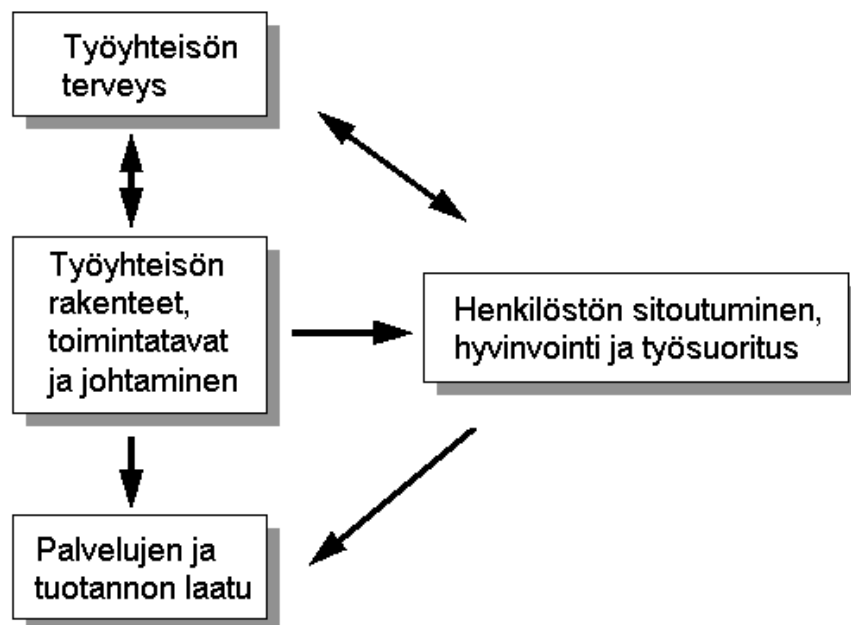 Työyhteisön
terveys
Työyhteisön
rakenteet,
toimintatavat
ja johtaminen
Henkilöstön sitoutuminen,
hyvinvointi ja työsuoritus
Palvelujen ja
tuotannon laatu